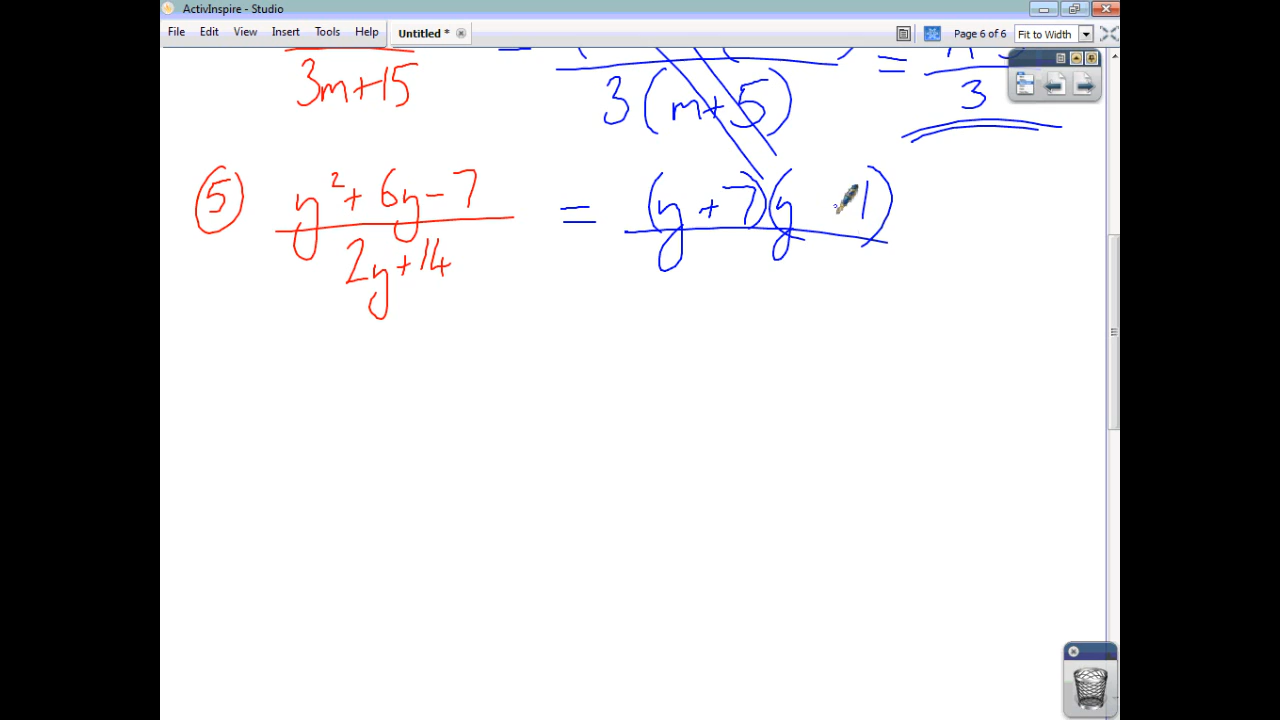 ActivInspire - Studio
File Edit View Insert Tools Help Untitled * Page 6 of 6 Fit to Width
3m+15 = 3(m+5) = 3
5 y²+6y-7 = (y+7)(y 1)
2y+14